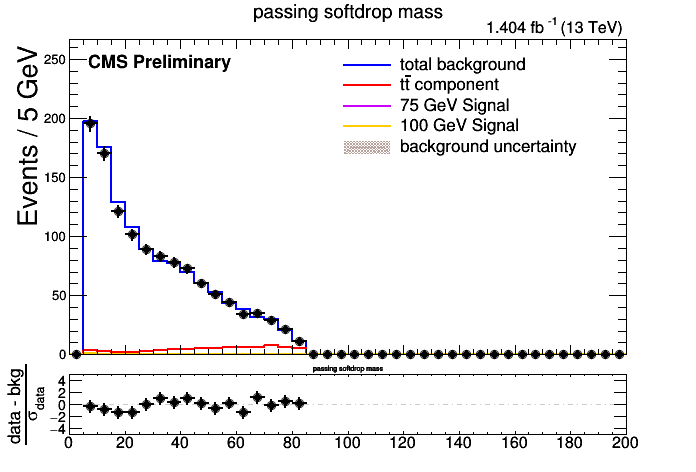 passing softdrop mass
1.404 fb⁻¹ (13 TeV)
CMS Preliminary
Events / 5 GeV
total background
tt̄ component
75 GeV Signal
100 GeV Signal
background uncertainty
250
200
150
100
50
0
passing softdrop mass
data - bkg
σ data
4
2
0
−2
−4
0 20 40 60 80 100 120 140 160 180 200